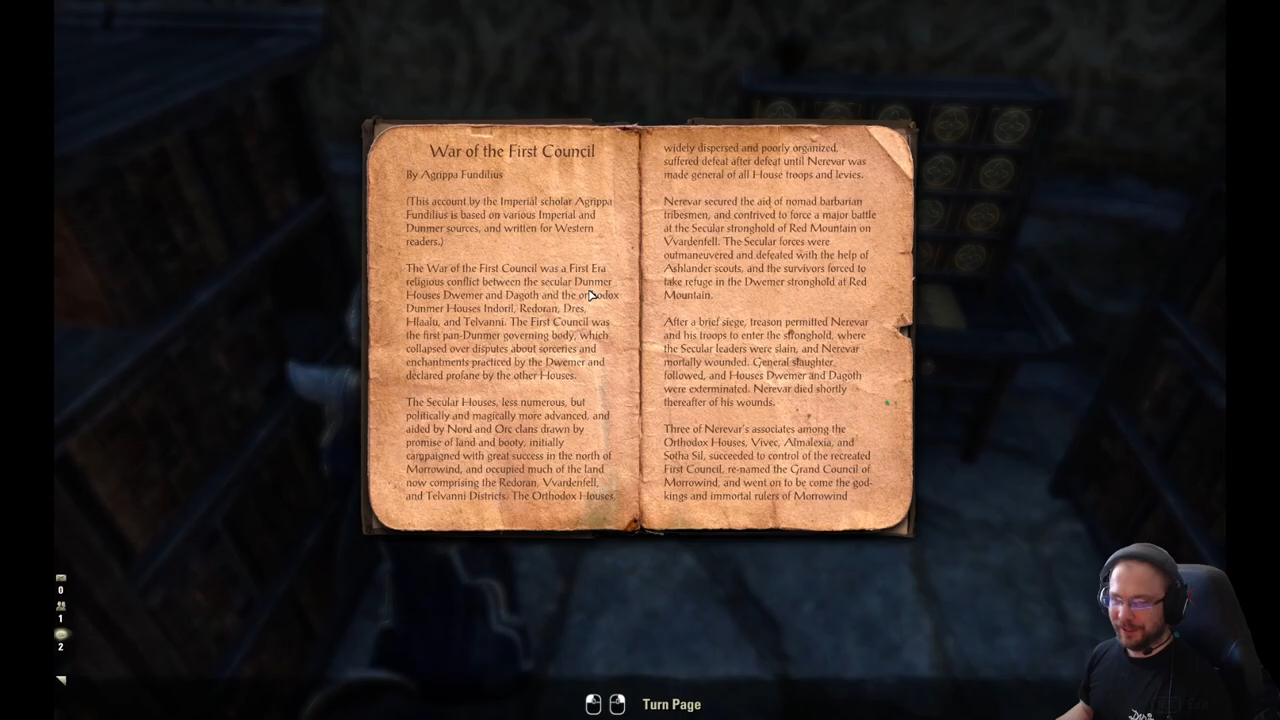 War of the First Council
By Agrippa Fundilius
(This account by the Imperial scholar Agrippa
Fundilius is based on various Imperial and
Dunmer sources, and written for Western
readers.)
The War of the First Council was a First Era
religious conflict between the secular Dunmer
Houses Dwemer and Dagoth and the orthodox
Dunmer Houses Indoril, Redoran, Dres,
Hlaalu, and Telvanni. The First Council was
the first pan-Dunmer governing body, which
collapsed over disputes about sorceries and
enchantments practiced by the Dwemer and
declared profane by the other Houses.
The Secular Houses, less numerous, but
politically and magically more advanced, and
aided by Nord and Orc clans drawn by
promise of land and booty, initially
campaigned with great success in the north of
Morrowind, and occupied much of the land
now comprising the Redoran, Vvardenfell,
and Telvanni Districts. The Orthodox Houses,
widely dispersed and poorly organized,
suffered defeat after defeat until Nerevar was
made general of all House troops and levies.
Nerevar secured the aid of nomad barbarian
tribesmen, and contrived to force a major battle
at the Secular stronghold of Red Mountain on
Vvardenfell. The Secular forces were
outmaneuvered and defeated with the help of
Ashlander scouts, and the survivors forced to
take refuge in the Dwemer stronghold at Red
Mountain.
After a brief siege, treason permitted Nerevar
and his troops to enter the stronghold, where
the Secular leaders were slain, and Nerevar
mortally wounded. General slaughter
followed, and Houses Dwemer and Dagoth
were exterminated. Nerevar died shortly
thereafter of his wounds.
Three of Nerevar's associates among the
Orthodox Houses, Vivec, Almalexia, and
Sotha Sil, succeeded to control of the recreated
First Council, re-named the Grand Council of
Morrowind, and went on to be come the god-
kings and immortal rulers of Morrowind
0
1
2
Turn Page